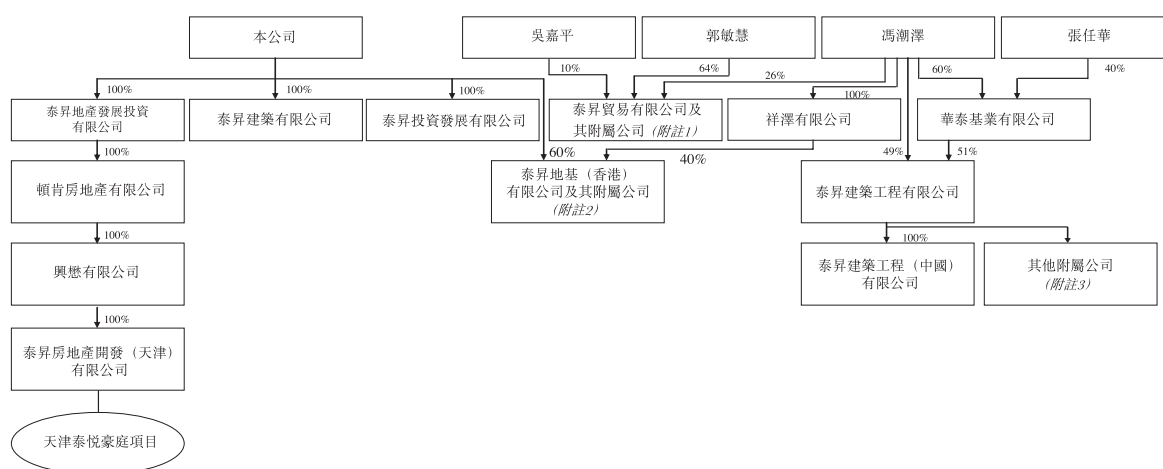 本公司
吳嘉平
郭敏慧
馮潮澤
張任華
10%
64%
26%
60%
40%
100%
100%
100%
100%
泰昇地產發展投資
有限公司
泰昇建築有限公司
泰昇投資發展有限公司
泰昇貿易有限公司及
其附屬公司（附註1）
祥澤有限公司
華泰基業有限公司
100%
60%
40%
49%
51%
頓肯房地產有限公司
泰昇地基（香港）
有限公司及其附屬公司
（附註2）
泰昇建築工程有限公司
100%
100%
興懋有限公司
泰昇建築工程（中國）
有限公司
其他附屬公司
（附註3）
100%
泰昇房地產開發（天津）
有限公司
天津泰悅豪庭項目